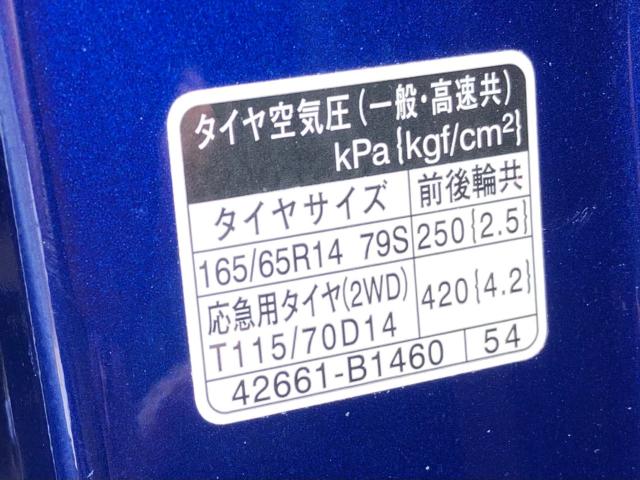 タイヤ空気圧(一般・高速共)
kPa{kgf/cm²}
タイヤサイズ 前後輪共
165/65R14 79S 250{2.5}
応急用タイヤ(2WD)
T115/70D14 420{4.2}
42661-B1460 54